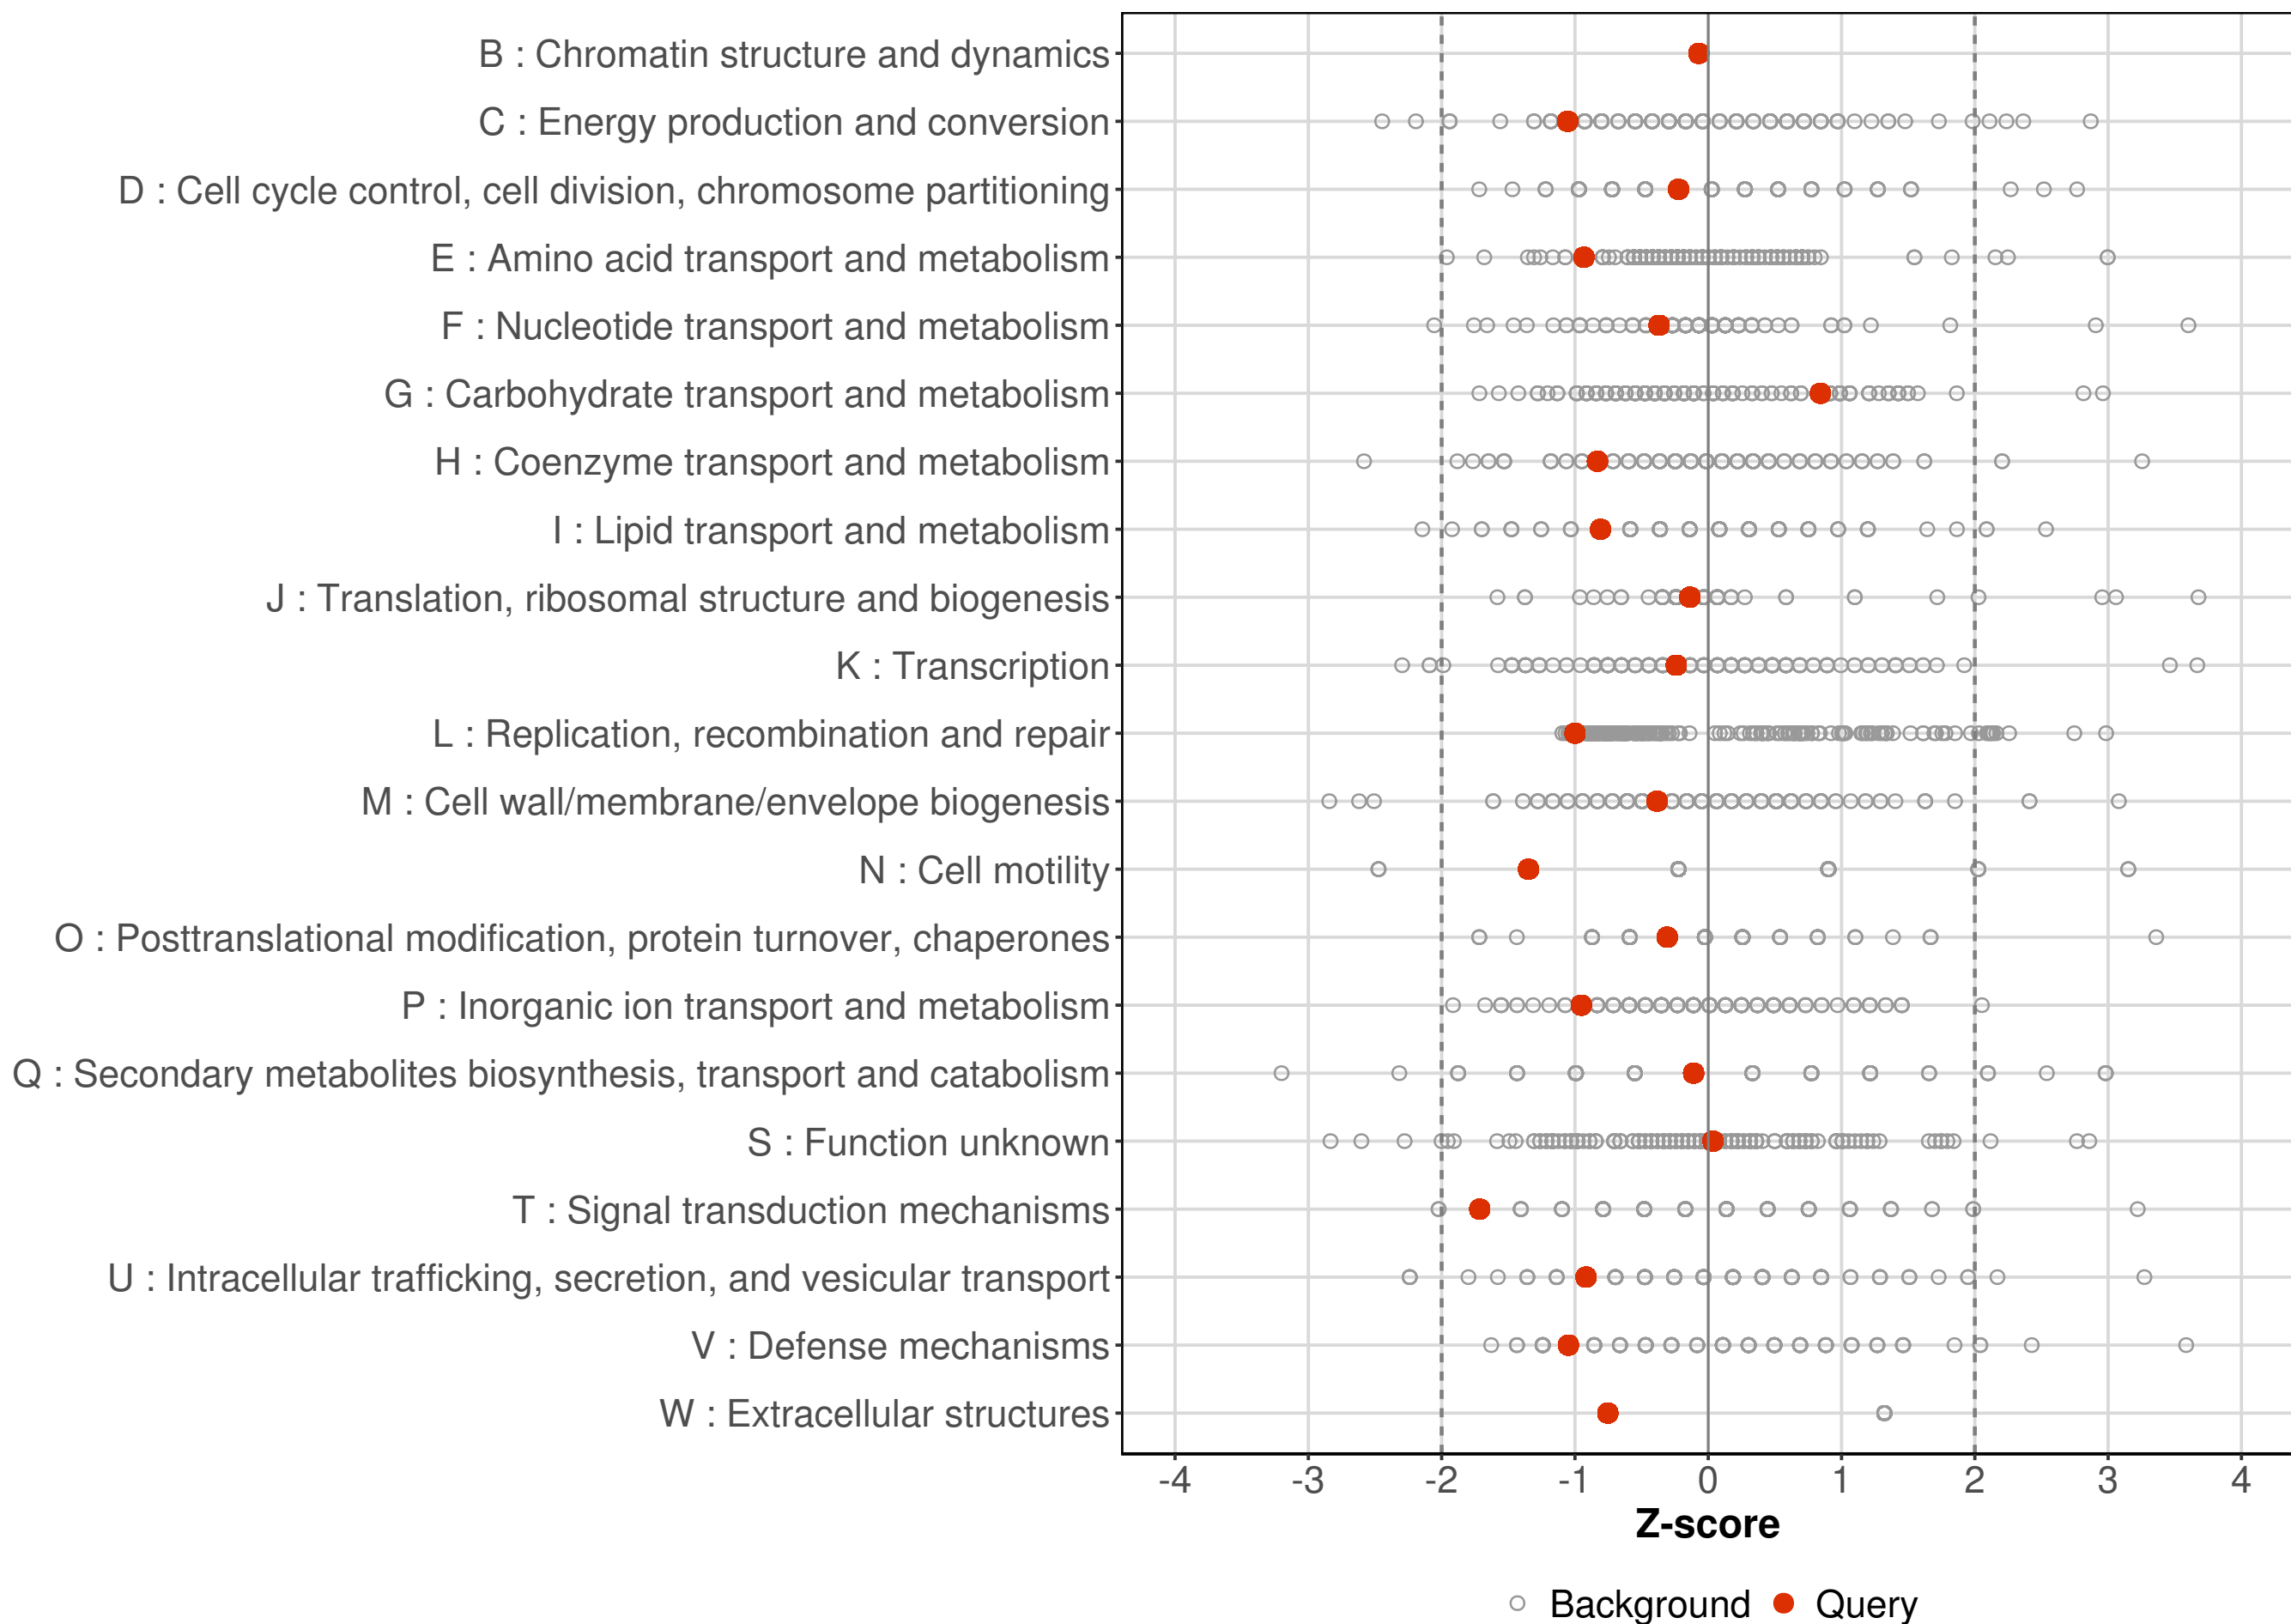 B : Chromatin structure and dynamics
C : Energy production and conversion
D : Cell cycle control, cell division, chromosome partitioning
E : Amino acid transport and metabolism
F : Nucleotide transport and metabolism
G : Carbohydrate transport and metabolism
H : Coenzyme transport and metabolism
I : Lipid transport and metabolism
J : Translation, ribosomal structure and biogenesis
K : Transcription
L : Replication, recombination and repair
M : Cell wall/membrane/envelope biogenesis
N : Cell motility
O : Posttranslational modification, protein turnover, chaperones
P : Inorganic ion transport and metabolism
Q : Secondary metabolites biosynthesis, transport and catabolism
S : Function unknown
T : Signal transduction mechanisms
U : Intracellular trafficking, secretion, and vesicular transport
V : Defense mechanisms
W : Extracellular structures
-4 -3 -2 -1 0 1 2 3 4
Z-score
Background Query